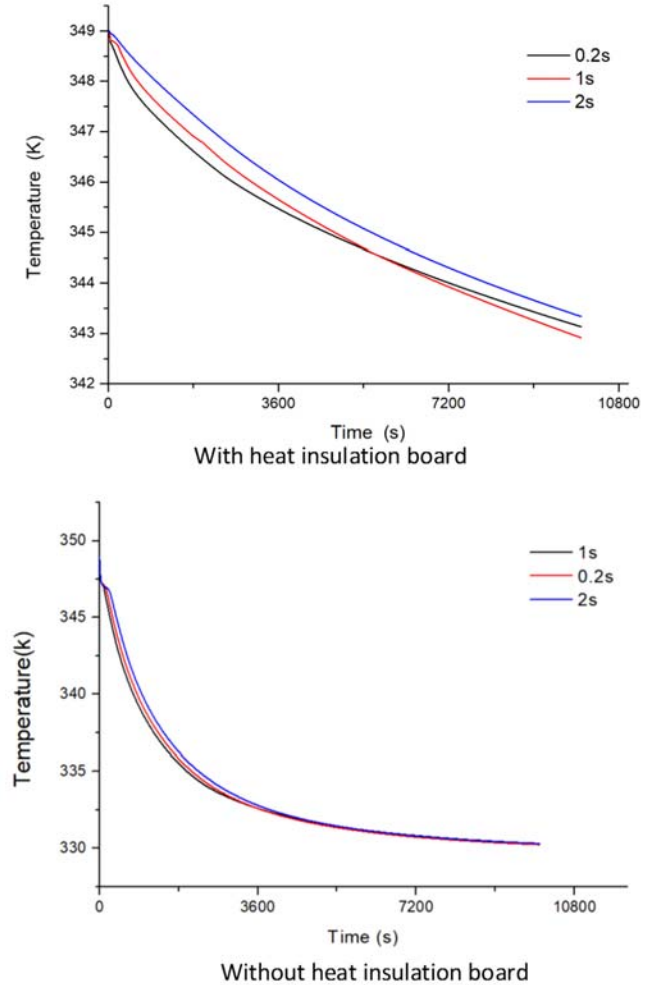 349
348
347
346
345
344
343
342
Temperature (K)
0.2s
1s
2s
0
3600
7200
10800
Time (s)
With heat insulation board
350
345
340
335
330
Temperature(k)
1s
0.2s
2s
0
3600
7200
10800
Time (s)
Without heat insulation board